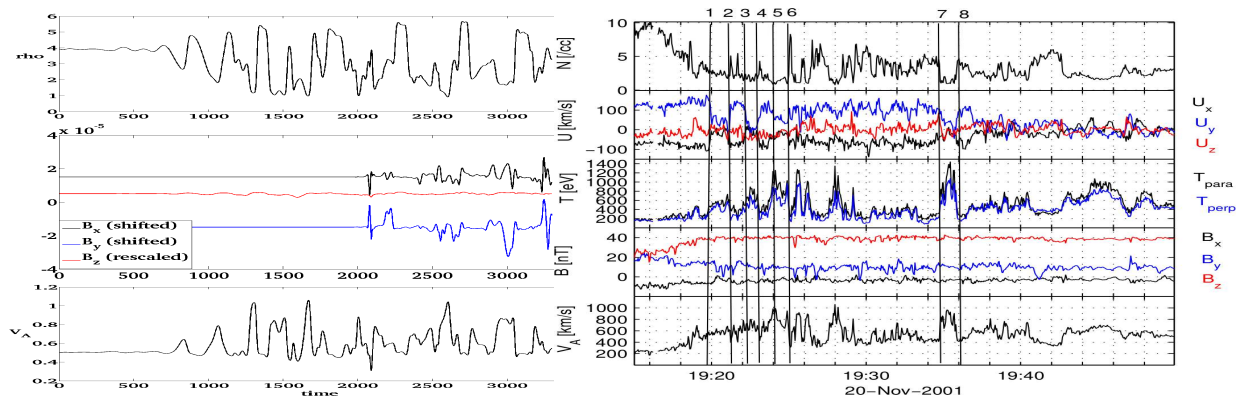 6
5
4
3
2
1
0
rho
0 500 1000 1500 2000 2500 3000
4 x 10^-5
2
0
-2
-4
B_x (shifted)
B_y (shifted)
B_z (rescaled)
0 500 1000 1500 2000 2500 3000
1.2
1
0.8
0.6
0.4
0.2
v_A
0 500 1000 1500 2000 2500 3000
time
1 2 3 4 5 6 7 8
N [/cc]
10
5
0
U [km/s]
100
0
-100
U_x
U_y
U_z
T [eV]
1400
1200
1000
800
600
400
200
T_para
T_perp
B [nT]
40
20
0
B_x
B_y
B_z
V_A [km/s]
1000
800
600
400
200
19:20 19:30 19:40
20-Nov-2001